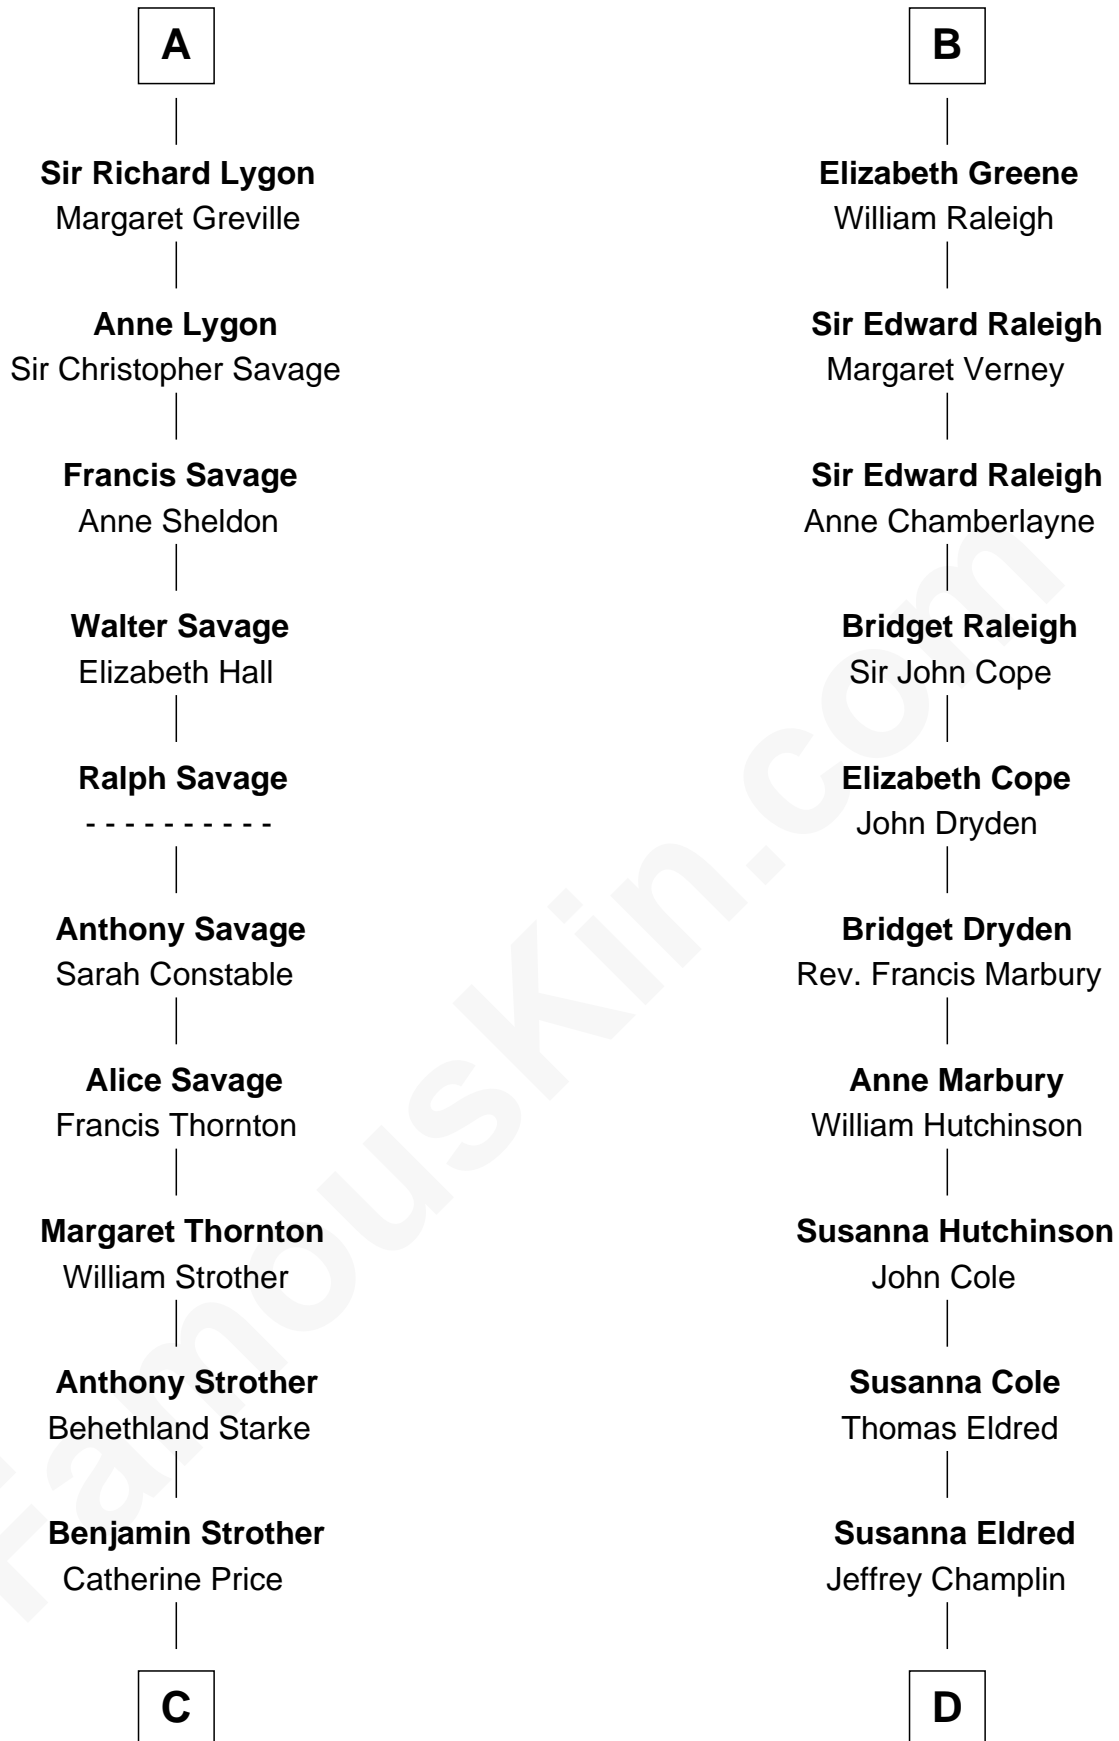 A
Sir Richard Lygon
Margaret Greville
Anne Lygon
Sir Christopher Savage
Francis Savage
Anne Sheldon
Walter Savage
Elizabeth Hall
Ralph Savage
- - - - - - - - - -
Anthony Savage
Sarah Constable
Alice Savage
Francis Thornton
Margaret Thornton
William Strother
Anthony Strother
Behethland Starke
Benjamin Strother
Catherine Price
C
B
Elizabeth Greene
William Raleigh
Sir Edward Raleigh
Margaret Verney
Sir Edward Raleigh
Anne Chamberlayne
Bridget Raleigh
Sir John Cope
Elizabeth Cope
John Dryden
Bridget Dryden
Rev. Francis Marbury
Anne Marbury
William Hutchinson
Susanna Hutchinson
John Cole
Susanna Cole
Thomas Eldred
Susanna Eldred
Jeffrey Champlin
D
FamousKin.com